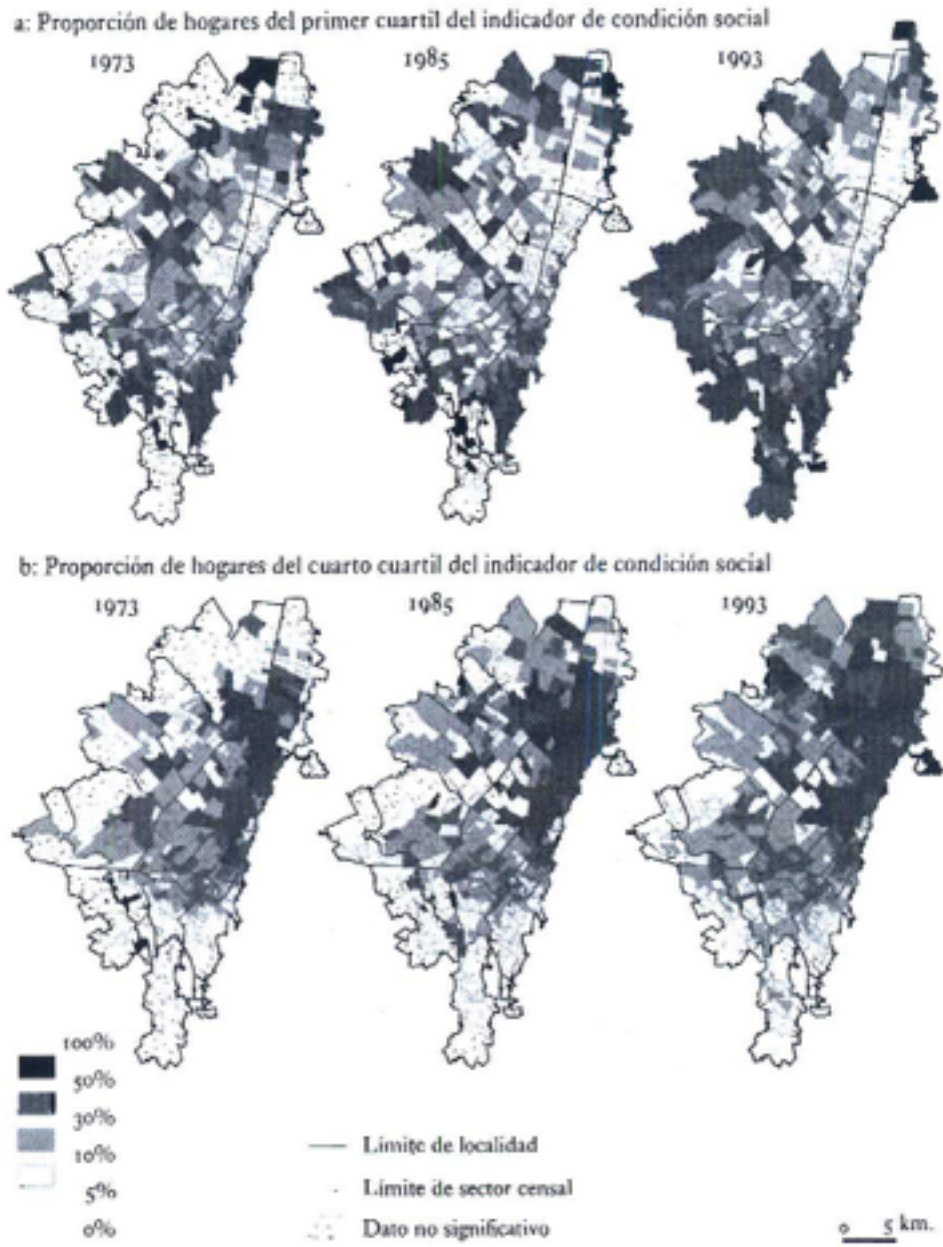 a: Proporción de hogares del primer cuartil del indicador de condición social
1973
1985
1993
b: Proporción de hogares del cuarto cuartil del indicador de condición social
1973
1985
1993
100%
50%
30%
10%
5%
0%
Límite de localidad
Límite de sector censal
Dato no significativo
0 5 km.